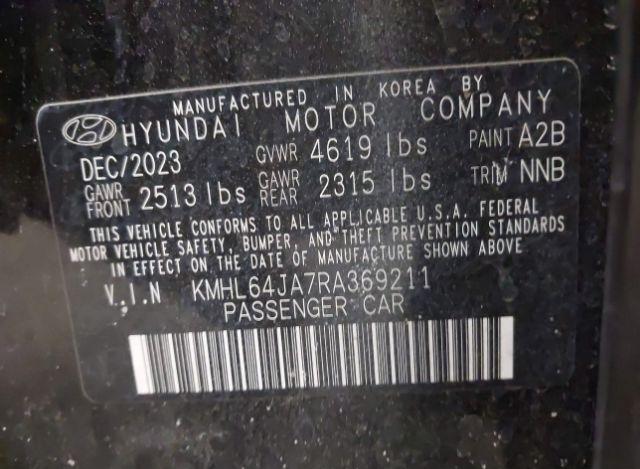 MANUFACTURED IN KOREA BY
HYUNDAI MOTOR COMPANY
DEC/2023 GVWR 4619 lbs PAINT A2B
GAWR FRONT 2513 lbs GAWR REAR 2315 lbs TRIM NNB
THIS VEHICLE CONFORMS TO ALL APPLICABLE U.S.A. FEDERAL
MOTOR VEHICLE SAFETY, BUMPER, AND THEFT PREVENTION STANDARDS
IN EFFECT ON THE DATE OF MANUFACTURE SHOWN ABOVE
V.I.N KMHL64JA7RA369211
PASSENGER CAR